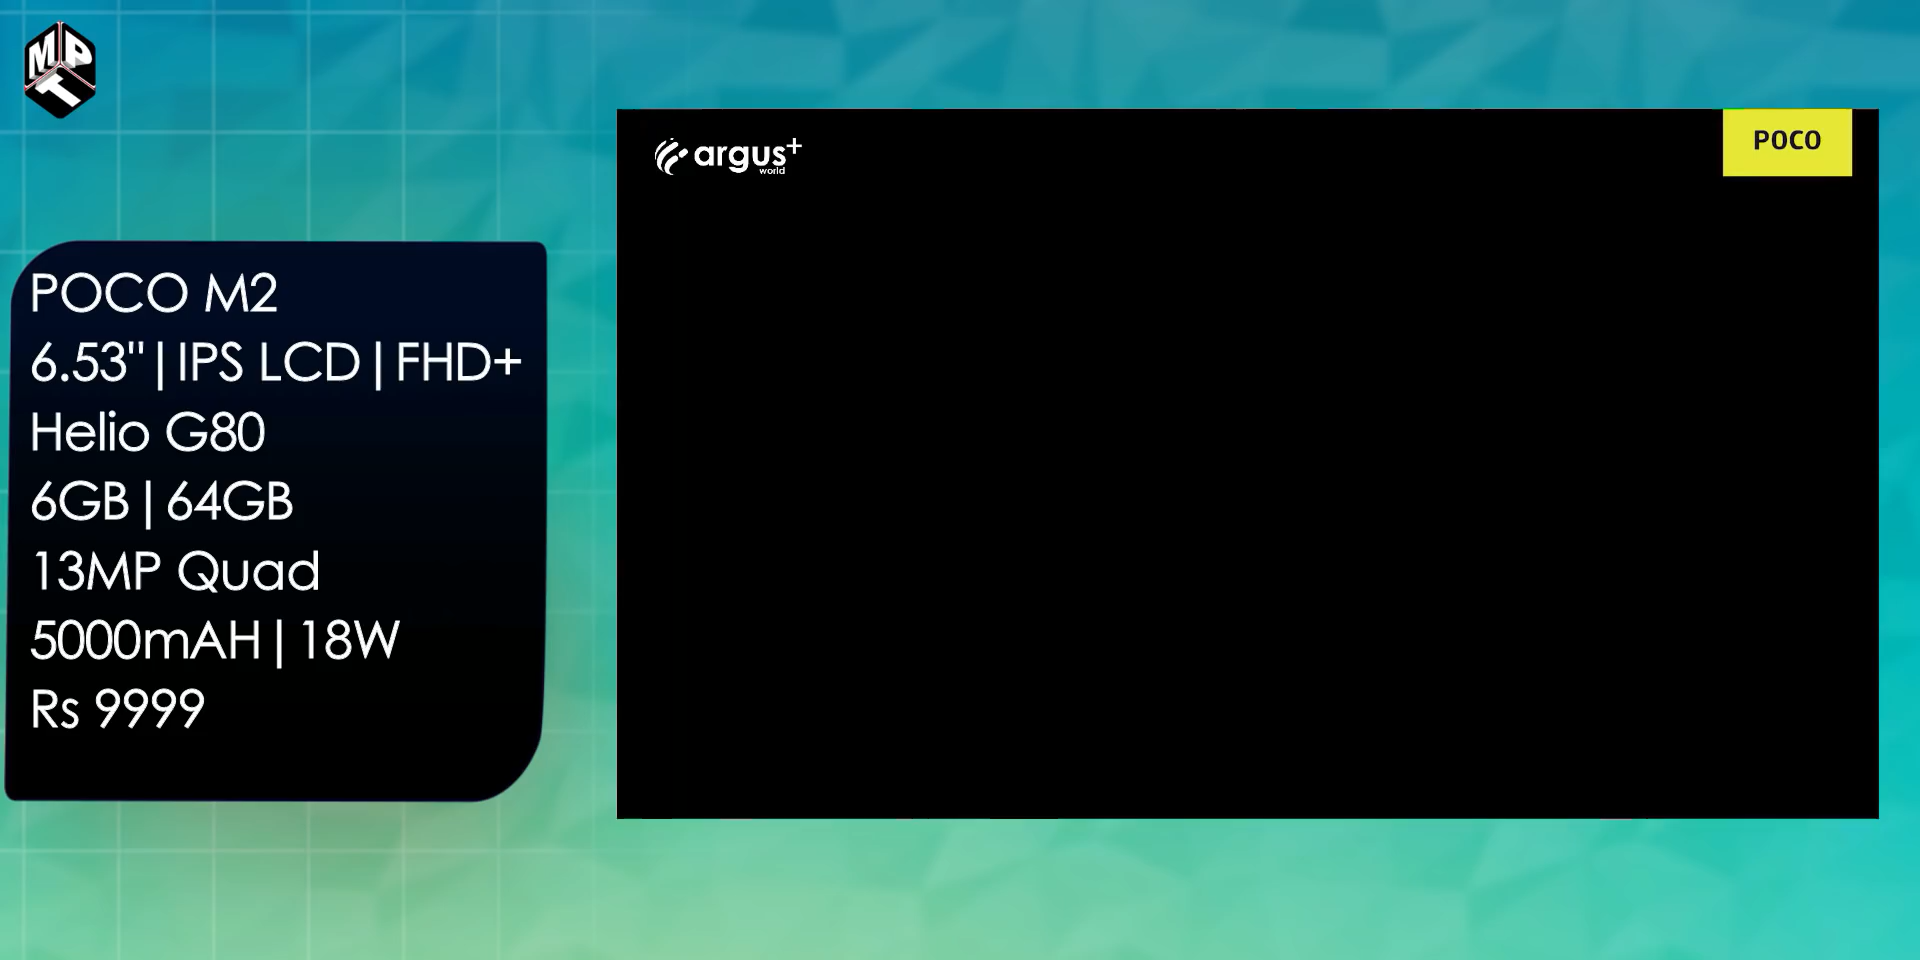 MPT
argus+
world
POCO
POCO M2
6.53"|IPS LCD|FHD+
Helio G80
6GB|64GB
13MP Quad
5000mAH|18W
Rs 9999